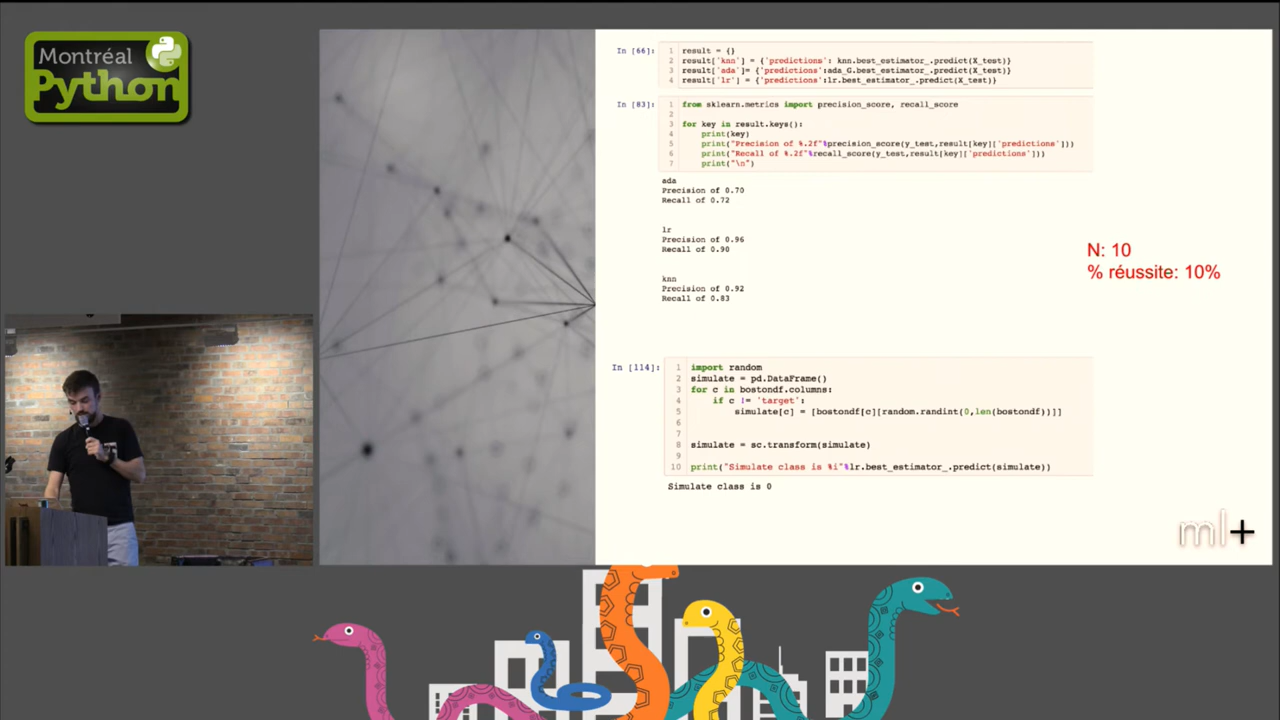 Montréal
Python
In [66]:
1 result = {}
2 result['knn'] = {'predictions': knn.best_estimator_.predict(X_test)}
3 result['ada']= {'predictions':ada_G.best_estimator_.predict(X_test)}
4 result['lr'] = {'predictions':lr.best_estimator_.predict(X_test)}
In [83]:
1 from sklearn.metrics import precision_score, recall_score
2
3 for key in result.keys():
4 print(key)
5 print("Precision of %.2f"%precision_score(y_test,result[key]['predictions']))
6 print("Recall of %.2f"%recall_score(y_test,result[key]['predictions']))
7 print("\n")
ada
Precision of 0.70
Recall of 0.72
lr
Precision of 0.96
Recall of 0.90
knn
Precision of 0.92
Recall of 0.83
N: 10
% réussite: 10%
In [114]:
1 import random
2 simulate = pd.DataFrame()
3 for c in bostondf.columns:
4 if c != 'target':
5 simulate[c] = [bostondf[c][random.randint(0,len(bostondf))]]
6
7
8 simulate = sc.transform(simulate)
9
10 print("Simulate class is %i"%lr.best_estimator_.predict(simulate))
Simulate class is 0
ml+